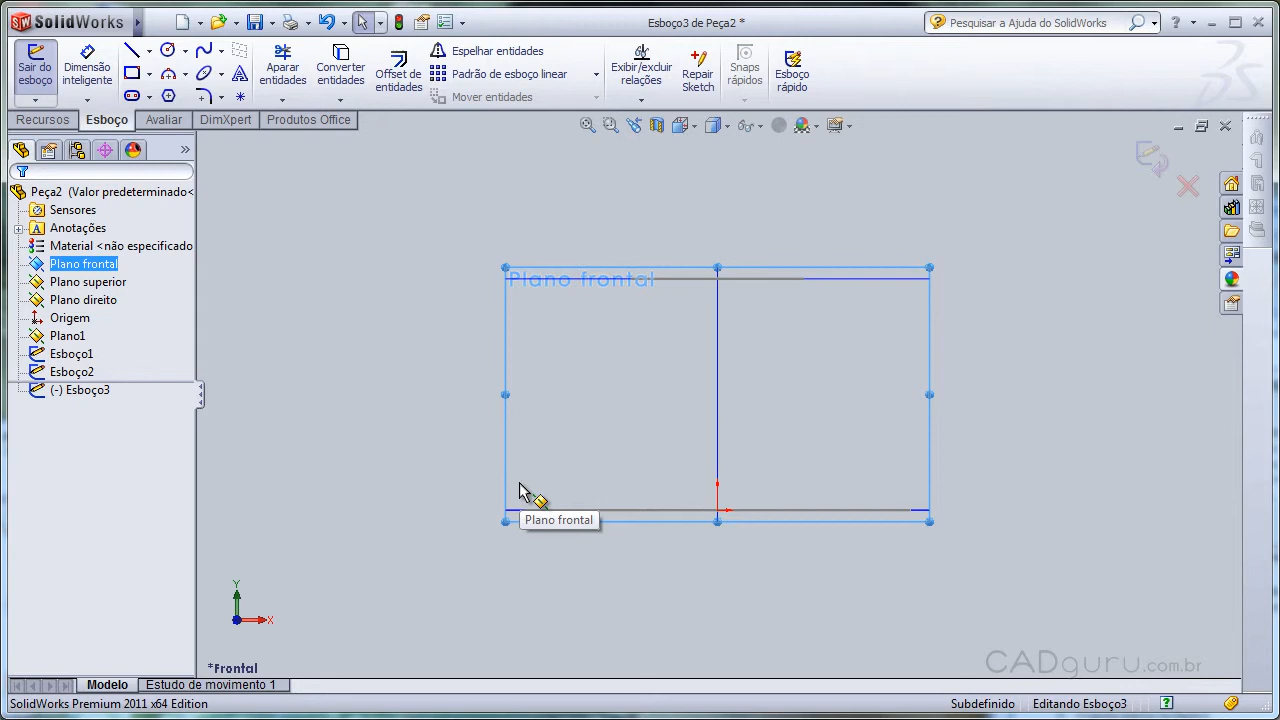 SolidWorks
Esboço3 de Peça2 *
Pesquisar a Ajuda do SolidWorks
Sair do esboço
Dimensão inteligente
Aparar entidades
Converter entidades
Offset de entidades
Espelhar entidades
Padrão de esboço linear
Mover entidades
Exibir/excluir relações
Repair Sketch
Snaps rápidos
Esboço rápido
Recursos
Esboço
Avaliar
DimXpert
Produtos Office
Peça2 (Valor predeterminado<
Sensores
Anotações
Material <não especificado
Plano frontal
Plano superior
Plano direito
Origem
Plano1
Esboço1
Esboço2
(-) Esboço3
Plano frontal
Plano frontal
Y
X
*Frontal
CADguru.com.br
Modelo
Estudo de movimento 1
SolidWorks Premium 2011 x64 Edition
Subdefinido
Editando Esboço3